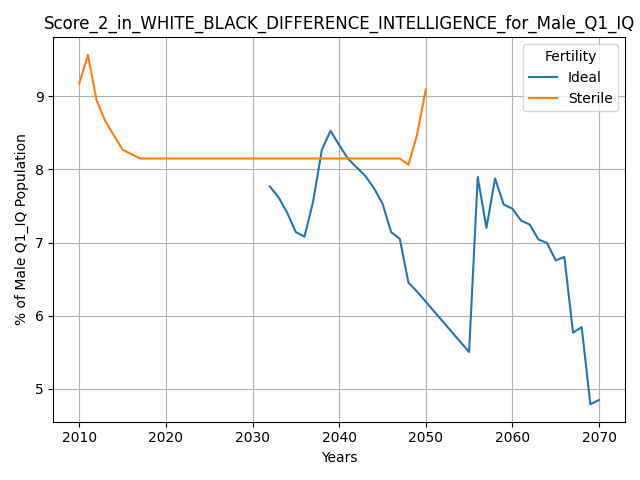 Score_2_in_WHITE_BLACK_DIFFERENCE_INTELLIGENCE_for_Male_Q1_IQ
Fertility
Ideal
Sterile
% of Male Q1_IQ Population
9
8
7
6
5
2010 2020 2030 2040 2050 2060 2070
Years